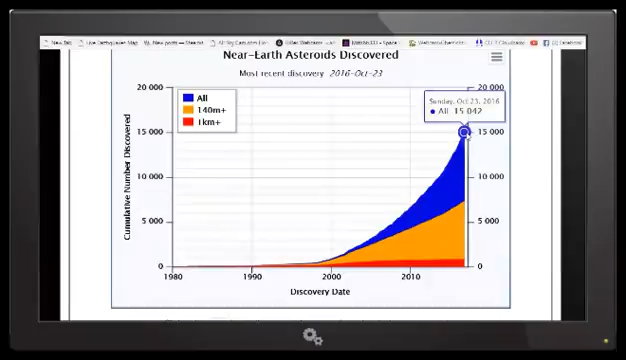 New Tab
Near-Earth Asteroids Discovered
Most recent discovery 2016-Oct-23
20 000
15 000
10 000
5 000
0
All
140m+
1km+
Sunday, Oct 23, 2016
All 15 042
20 000
15 000
10 000
5 000
0
1980
1990
2000
2010
Cumulative Number Discovered
Discovery Date